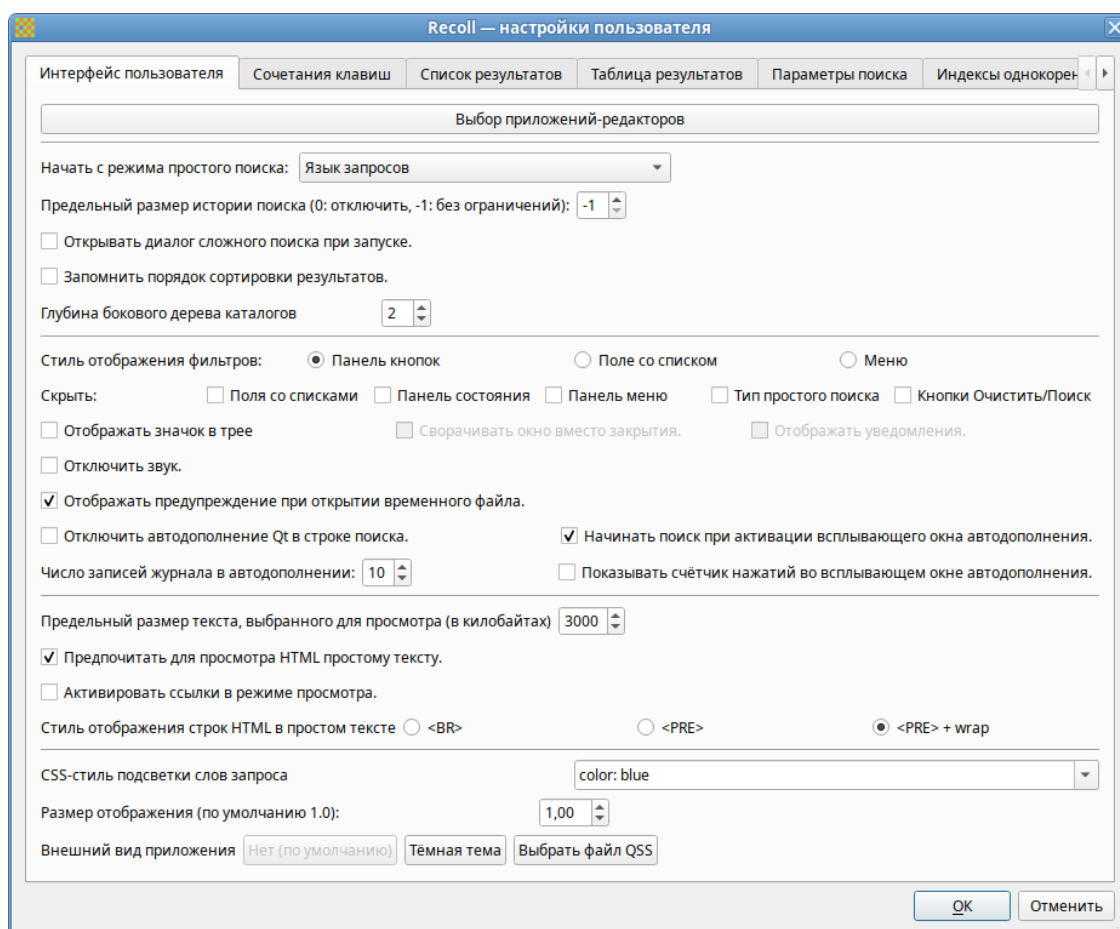 Recoll — настройки пользователя
Интерфейс пользователя Сочетания клавиш Список результатов Таблица результатов Параметры поиска Индексы однокорен
Выбор приложений-редакторов
Начать с режима простого поиска: Язык запросов
Предельный размер истории поиска (0: отключить, -1: без ограничений): -1
Открывать диалог сложного поиска при запуске.
Запомнить порядок сортировки результатов.
Глубина бокового дерева каталогов 2
Стиль отображения фильтров: Панель кнопок Поле со списком Меню
Скрыть: Поля со списками Панель состояния Панель меню Тип простого поиска Кнопки Очистить/Поиск
Отображать значок в трее Сворачивать окно вместо закрытия. Отображать уведомления.
Отключить звук.
Отображать предупреждение при открытии временного файла.
Отключить автодополнение Qt в строке поиска. Начинать поиск при активации всплывающего окна автодополнения.
Число записей журнала в автодополнении: 10 Показывать счётчик нажатий во всплывающем окне автодополнения.
Предельный размер текста, выбранного для просмотра (в килобайтах) 3000
Предпочитать для просмотра HTML простому тексту.
Активировать ссылки в режиме просмотра.
Стиль отображения строк HTML в простом тексте <BR> <PRE> <PRE> + wrap
CSS-стиль подсветки слов запроса color: blue
Размер отображения (по умолчанию 1.0): 1,00
Внешний вид приложения Нет (по умолчанию) Тёмная тема Выбрать файл QSS
OK Отменить